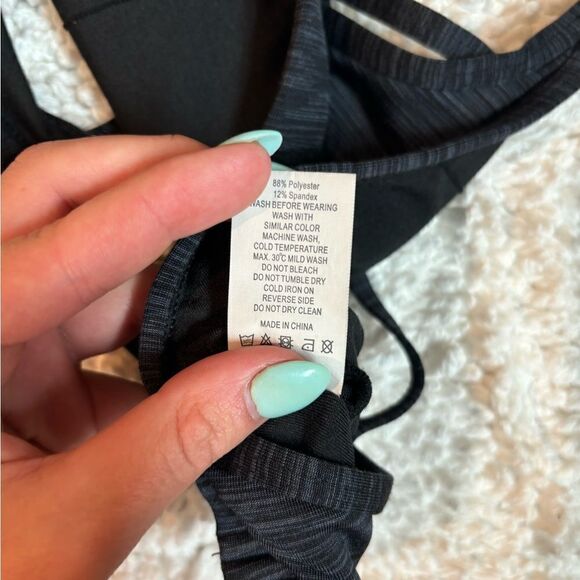 88% Polyester
12% Spandex
WASH BEFORE WEARING
WASH WITH
SIMILAR COLOR
MACHINE WASH,
COLD TEMPERATURE
MAX. 30℃ MILD WASH
DO NOT BLEACH
DO NOT TUMBLE DRY
COLD IRON ON
REVERSE SIDE
DO NOT DRY CLEAN
MADE IN CHINA